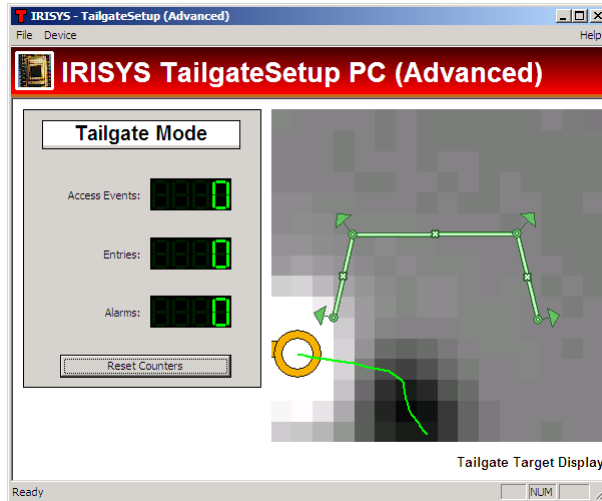 IRISYS - TailgateSetup (Advanced)
File Device Help
IRISYS TailgateSetup PC (Advanced)
Tailgate Mode
Access Events: 0
Entries: 0
Alarms: 0
Reset Counters
Tailgate Target Display
Ready NUM